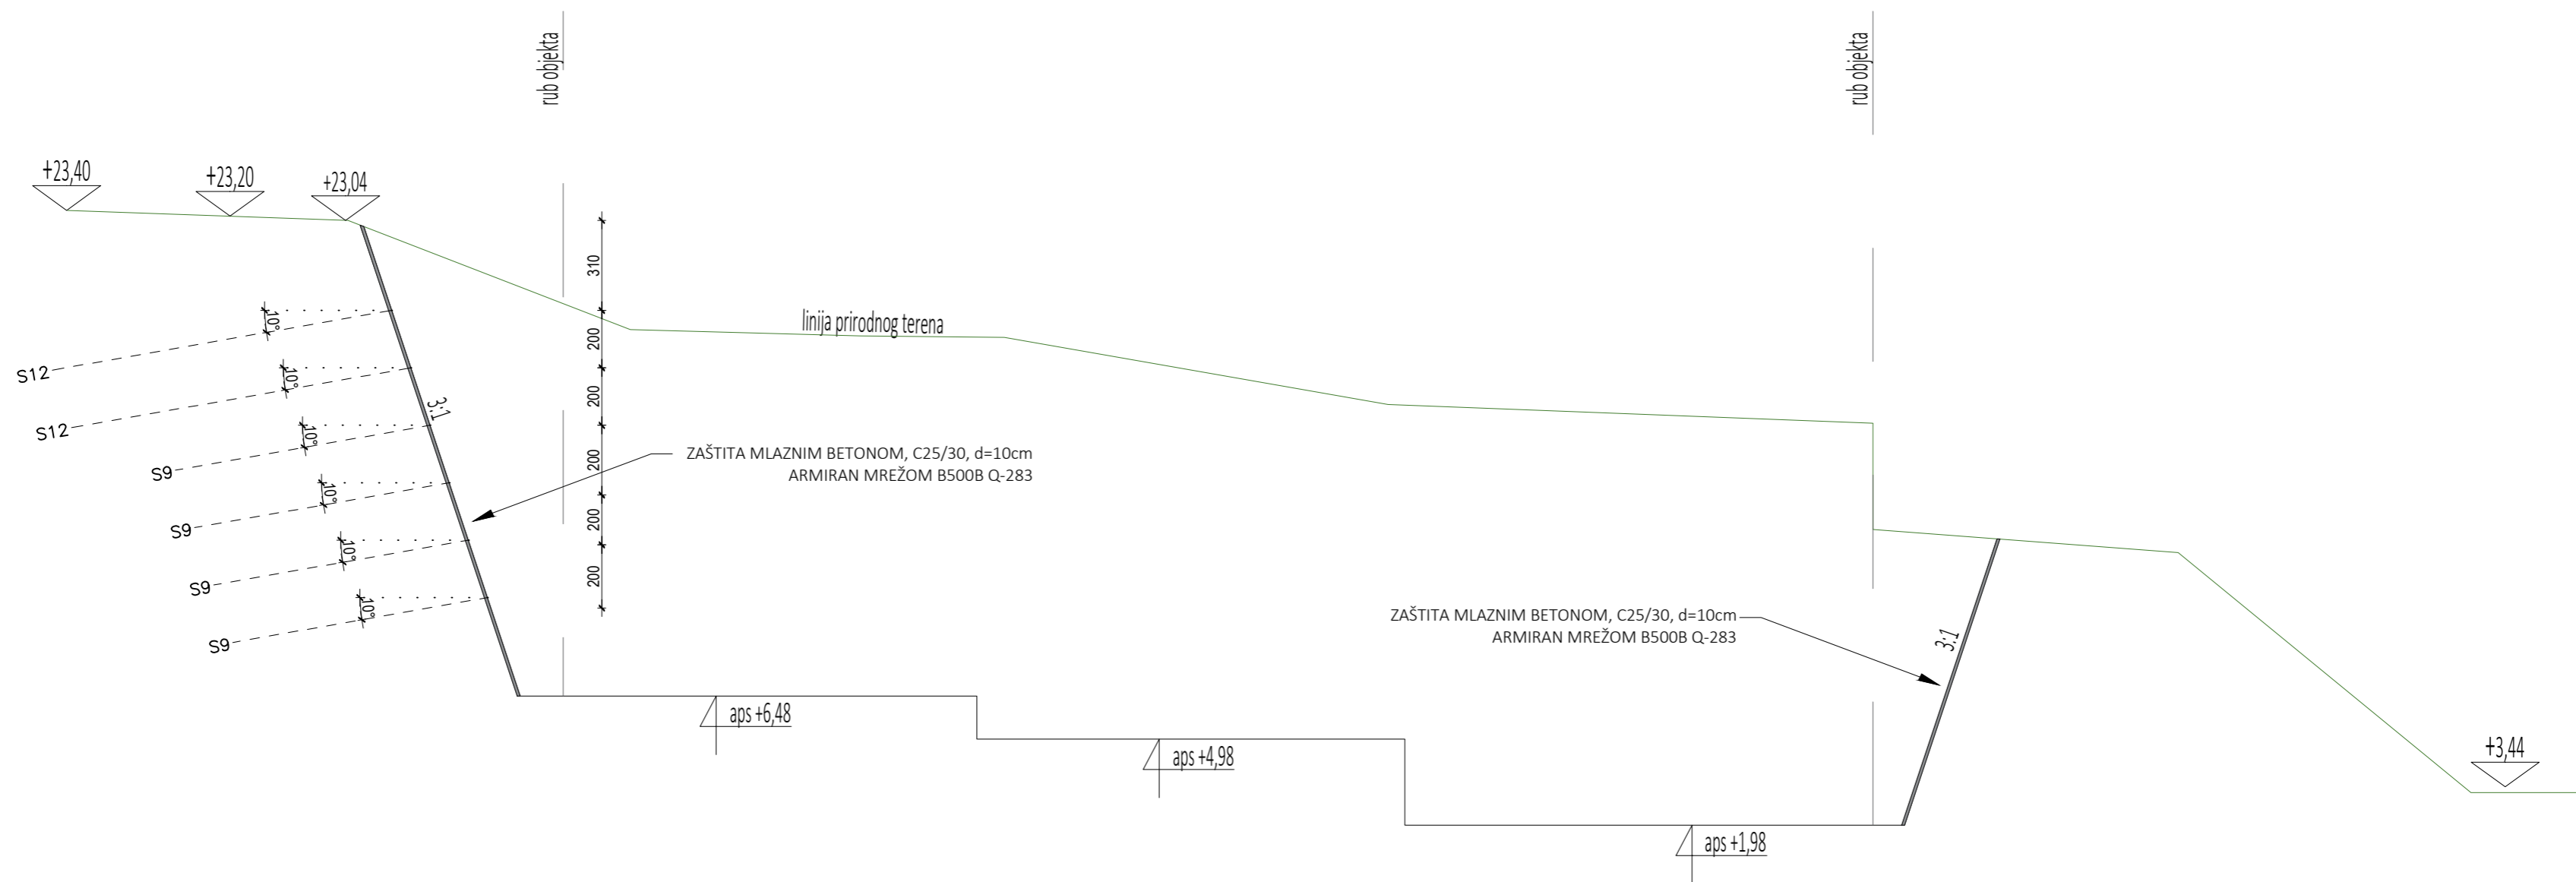 rub objekta
rub objekta
+23,40
+23,20
+23,04
310
200
200
200
200
200
linija prirodnog terena
10°
10°
10°
10°
10°
10°
S12
S12
S9
S9
S9
S9
3:1
ZAŠTITA MLAZNIM BETONOM, C25/30, d=10cm
ARMIRAN MREŽOM B500B Q-283
ZAŠTITA MLAZNIM BETONOM, C25/30, d=10cm
ARMIRAN MREŽOM B500B Q-283
3:1
aps +6,48
aps +4,98
aps +1,98
+3,44